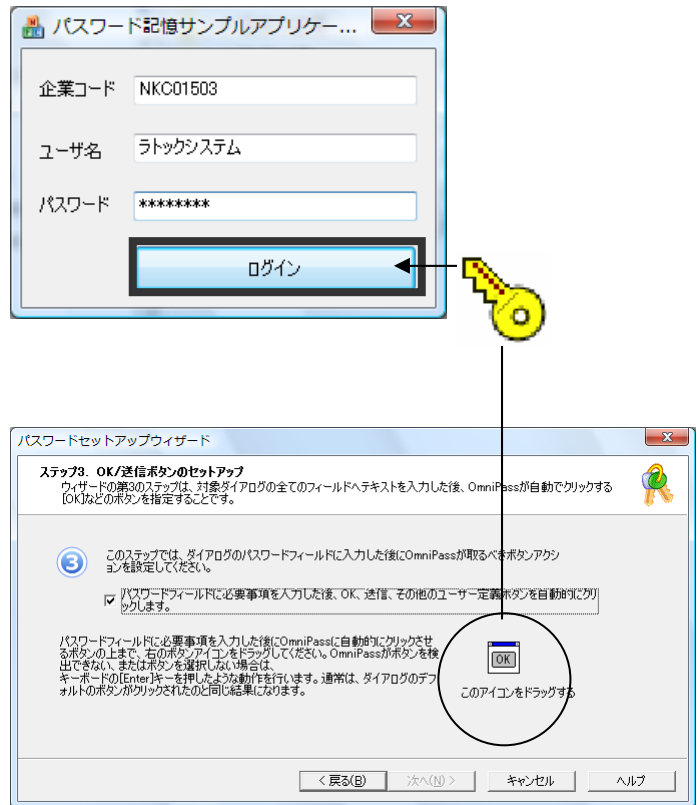 パスワード記憶サンプルアプリケー...
企業コード NKC01503
ユーザ名 ラトックシステム
パスワード ********
ログイン
パスワードセットアップウィザード
ステップ3. OK/送信ボタンのセットアップ
ウィザードの第3のステップは、対象ダイアログの全てのフィールドへテキストを入力した後、OmniPassが自動でクリックする
[OK]などのボタンを指定することです。
3
このステップでは、ダイアログのパスワードフィールドに入力した後にOmniPassが取るべきボタンアクシ
ョンを設定してください。
パスワードフィールドに必要事項を入力した後、OK、送信、その他のユーザー定義ボタンを自動的にクリ
ックします。
パスワードフィールドに必要事項を入力した後にOmniPassに自動的にクリックさせ
るボタンの上まで、右のボタンアイコンをドラッグしてください。OmniPassがボタンを検
出できない、またはボタンを選択しない場合は、
キーボードの[Enter]キーを押したような動作を行います。通常は、ダイアログのデフ
ォルトのボタンがクリックされたのと同じ結果になります。
OK
このアイコンをドラッグする
< 戻る(B) 次へ(N) > キャンセル ヘルプ